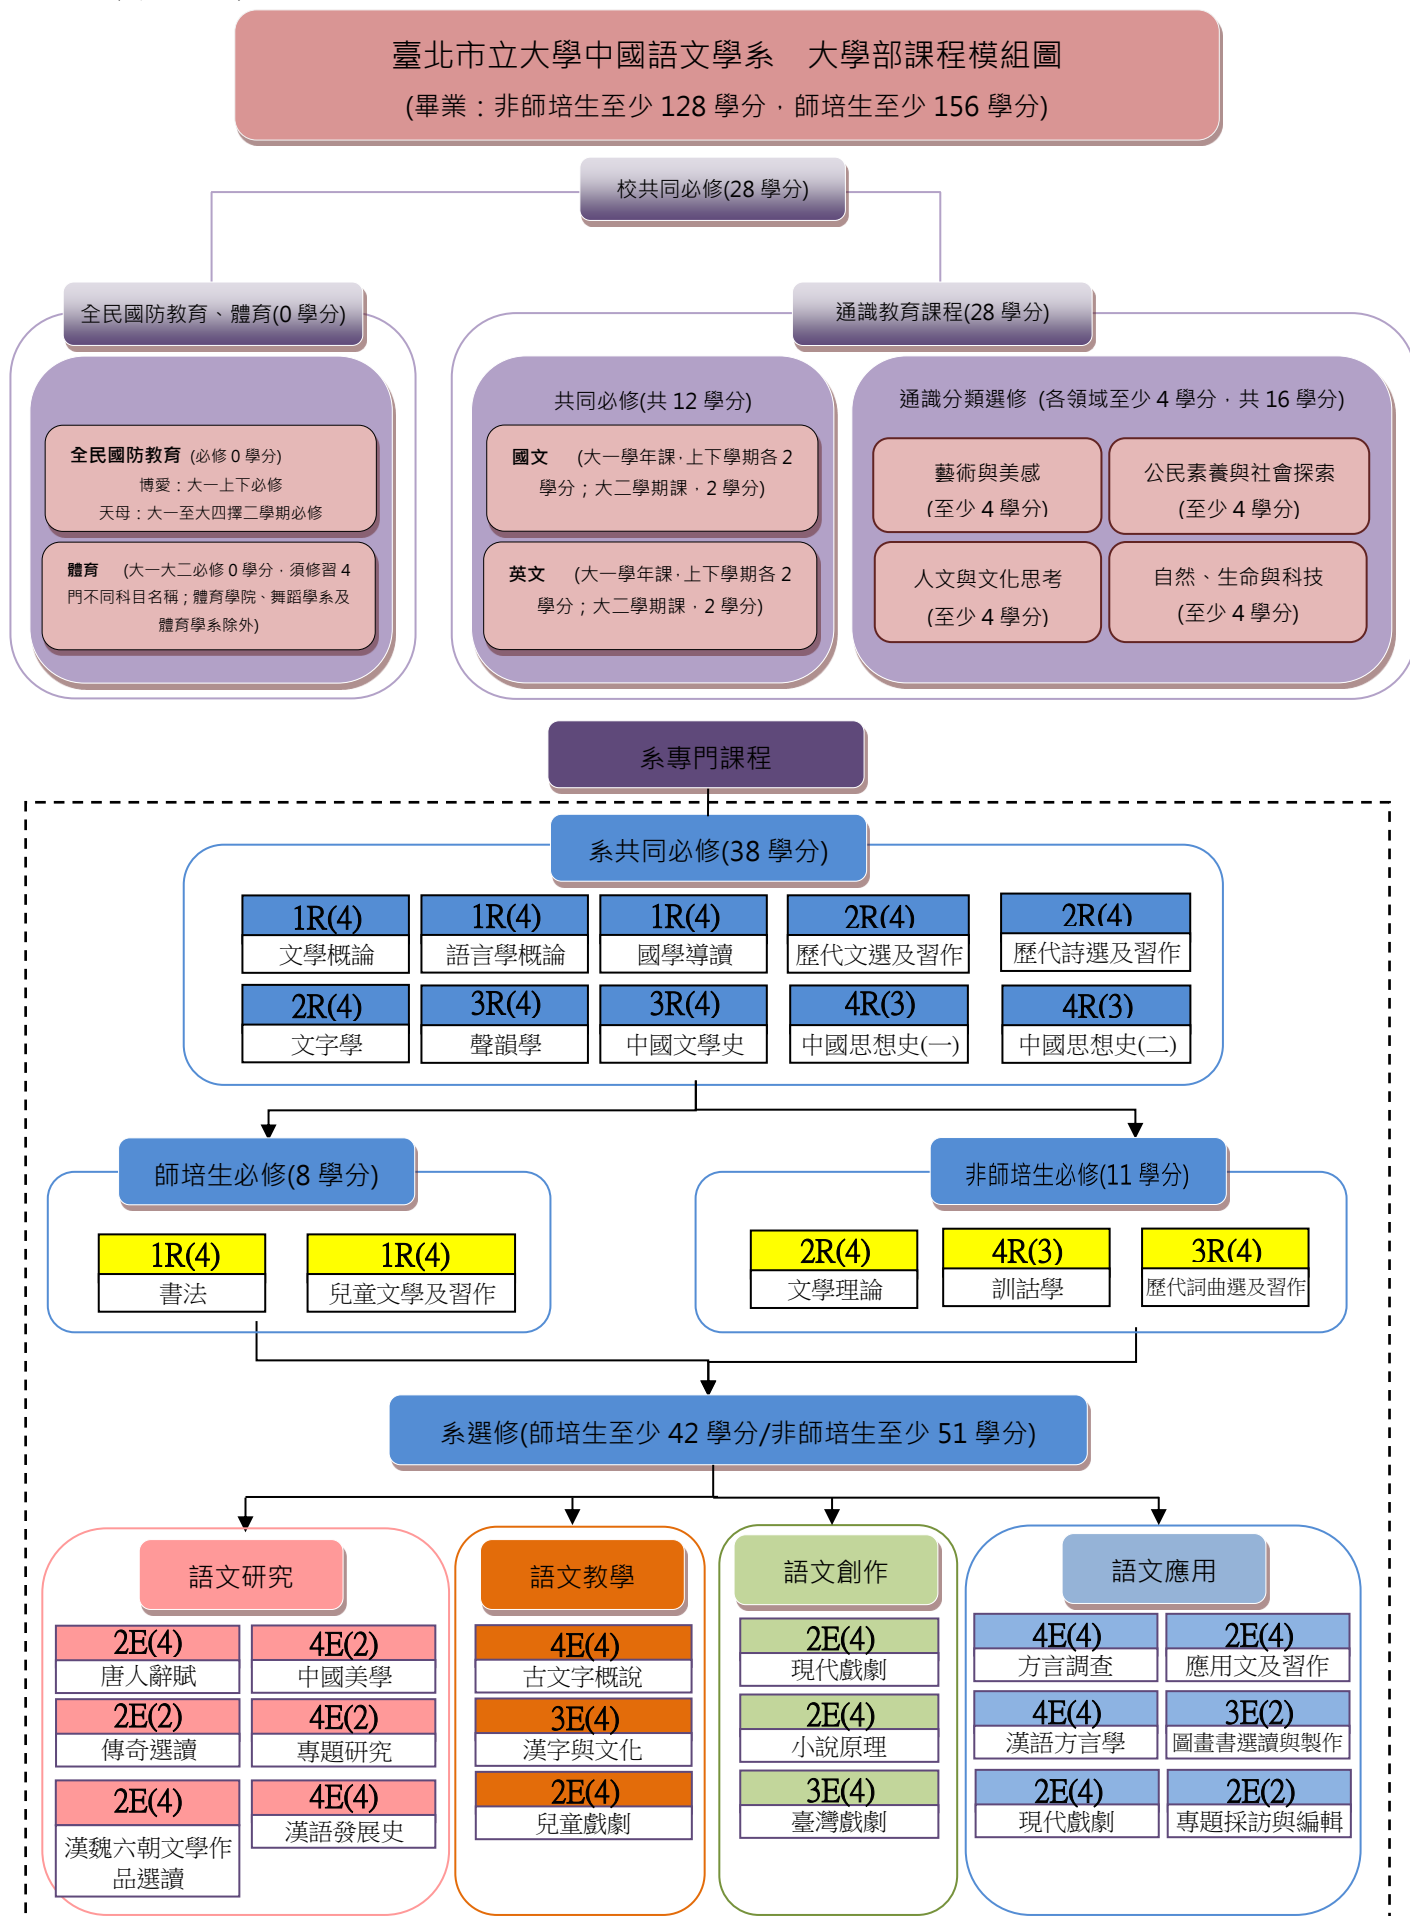 臺北市立大學中國語文學系　大學部課程模組圖
(畢業：非師培生至少 128 學分，師培生至少 156 學分)
校共同必修(28 學分)
全民國防教育、體育(0 學分)
全民國防教育 (必修 0 學分)
博愛：大一上下必修
天母：大一至大四擇二學期必修
體育 (大一大二必修 0 學分，須修習 4
門不同科目名稱；體育學院、舞蹈學系及
體育學系除外)
通識教育課程(28 學分)
共同必修(共 12 學分)
國文 (大一學年課，上下學期各 2
學分；大二學期課，2 學分)
英文 (大一學年課，上下學期各 2
學分；大二學期課，2 學分)
通識分類選修 (各領域至少 4 學分，共 16 學分)
藝術與美感
(至少 4 學分)
公民素養與社會探索
(至少 4 學分)
人文與文化思考
(至少 4 學分)
自然、生命與科技
(至少 4 學分)
系專門課程
系共同必修(38 學分)
1R(4)
文學概論
1R(4)
語言學概論
1R(4)
國學導讀
2R(4)
歷代文選及習作
2R(4)
歷代詩選及習作
2R(4)
文字學
3R(4)
聲韻學
3R(4)
中國文學史
4R(3)
中國思想史(一)
4R(3)
中國思想史(二)
師培生必修(8 學分)
1R(4)
書法
1R(4)
兒童文學及習作
非師培生必修(11 學分)
2R(4)
文學理論
4R(3)
訓詁學
3R(4)
歷代詞曲選及習作
系選修(師培生至少 42 學分/非師培生至少 51 學分)
語文研究
2E(4)
唐人辭賦
4E(2)
中國美學
2E(2)
傳奇選讀
4E(2)
專題研究
2E(4)
漢魏六朝文學作
品選讀
4E(4)
漢語發展史
語文教學
4E(4)
古文字概說
3E(4)
漢字與文化
2E(4)
兒童戲劇
語文創作
2E(4)
現代戲劇
2E(4)
小說原理
3E(4)
臺灣戲劇
語文應用
4E(4)
方言調查
2E(4)
應用文及習作
4E(4)
漢語方言學
3E(2)
圖畫書選讀與製作
2E(4)
現代戲劇
2E(2)
專題採訪與編輯